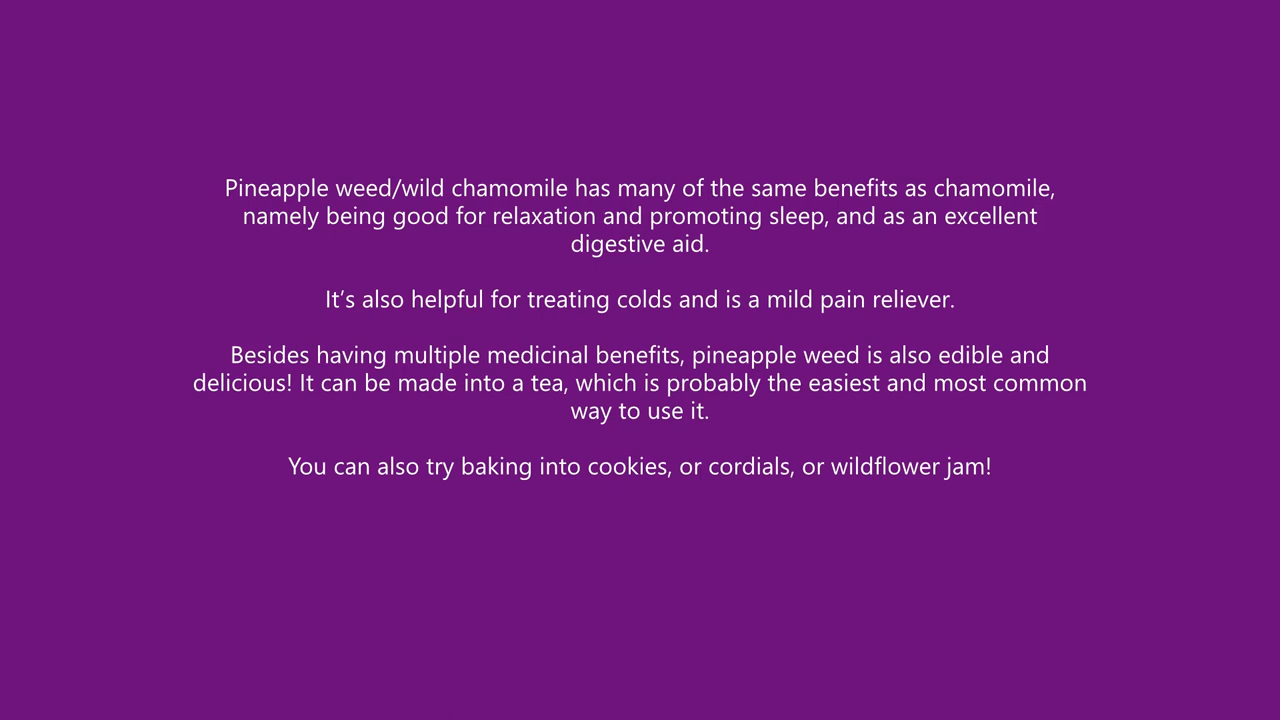 Pineapple weed/wild chamomile has many of the same benefits as chamomile,
namely being good for relaxation and promoting sleep, and as an excellent
digestive aid.
It’s also helpful for treating colds and is a mild pain reliever.
Besides having multiple medicinal benefits, pineapple weed is also edible and
delicious! It can be made into a tea, which is probably the easiest and most common
way to use it.
You can also try baking into cookies, or cordials, or wildflower jam!